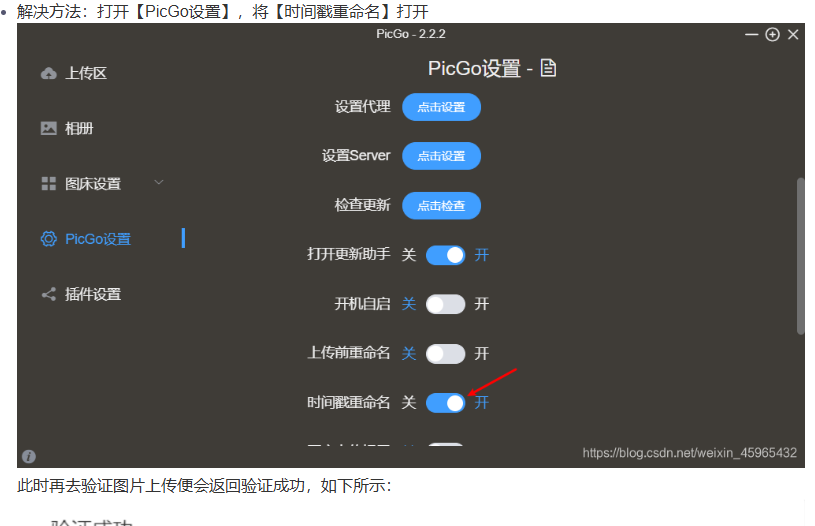 解决方法：打开【PicGo设置】，将【时间戳重命名】打开
PicGo - 2.2.2
上传区
相册
图床设置
PicGo设置
插件设置
PicGo设置 -
设置代理 点击设置
设置Server 点击设置
检查更新 点击检查
打开更新助手 关 开
开机自启 关 开
上传前重命名 关 开
时间戳重命名 关 开
https://blog.csdn.net/weixin_45965432
此时再去验证图片上传便会返回验证成功，如下所示：
验证成功